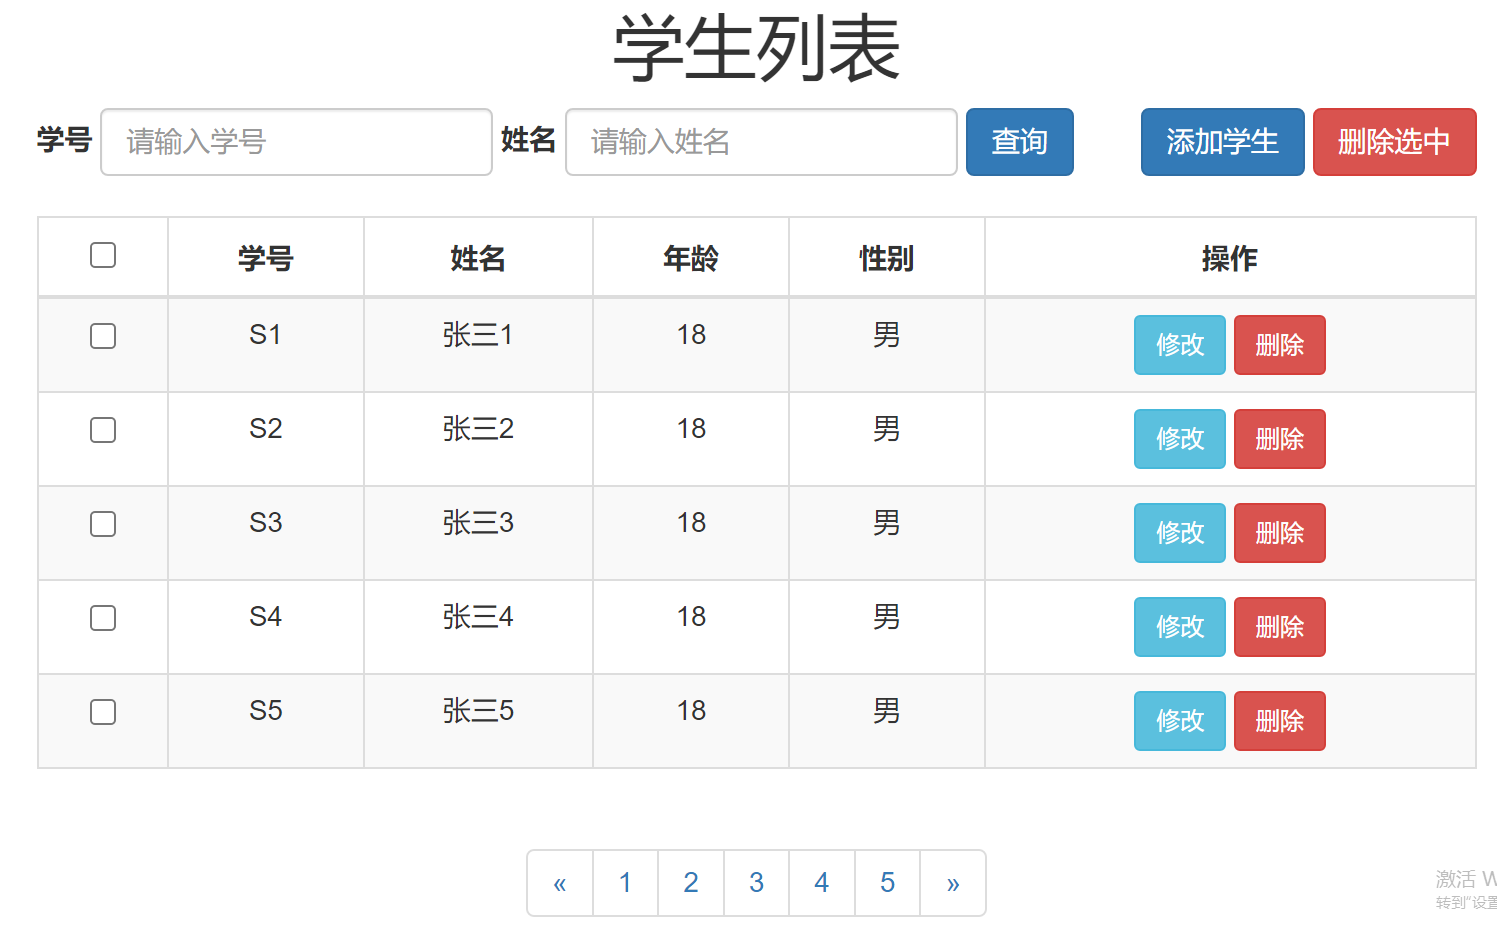 学生列表
学号 请输入学号 姓名 请输入姓名 查询 添加学生 删除选中
学号 姓名 年龄 性别 操作
S1 张三1 18 男 修改 删除
S2 张三2 18 男 修改 删除
S3 张三3 18 男 修改 删除
S4 张三4 18 男 修改 删除
S5 张三5 18 男 修改 删除
« 1 2 3 4 5 »
激活 W
转到"设置